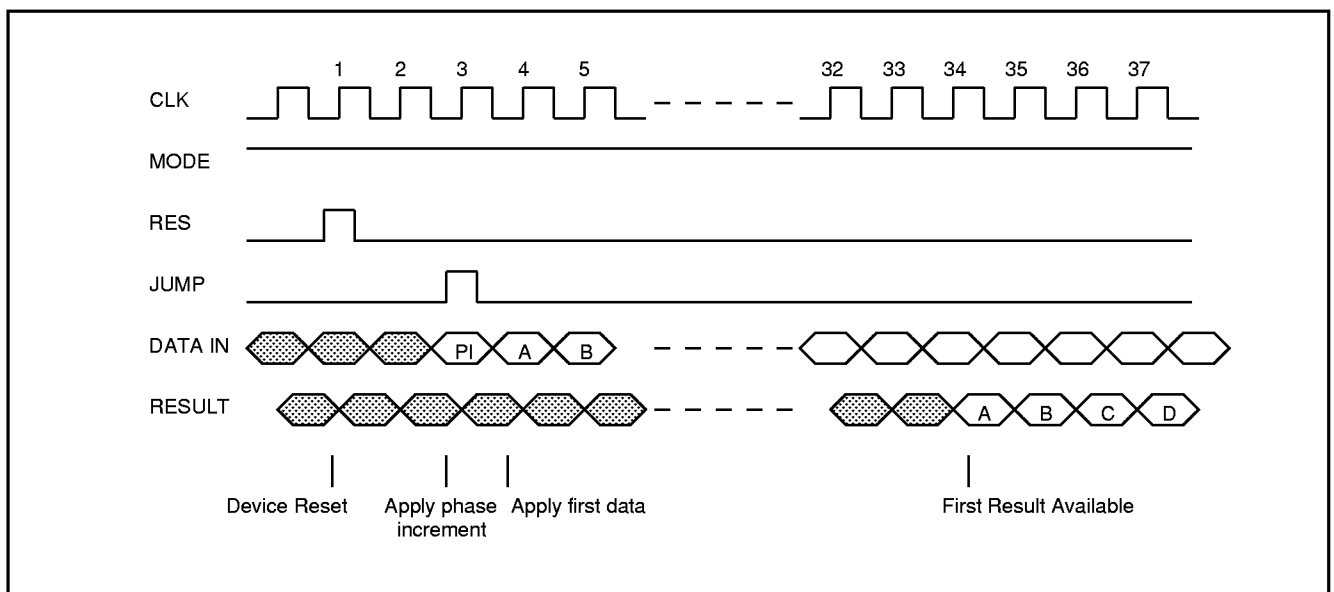 1 2 3 4 5 32 33 34 35 36 37
CLK
MODE
RES
JUMP
DATA IN PI A B
RESULT A B C D
Device Reset Apply phase Apply first data First Result Available
increment